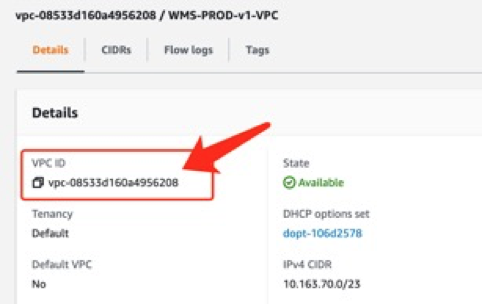 vpc-08533d160a4956208 / WMS-PROD-v1-VPC
Details CIDRs Flow logs Tags
Details
VPC ID
vpc-08533d160a4956208
State
Available
Tenancy
Default
DHCP options set
dopt-106d2578
Default VPC
No
IPv4 CIDR
10.163.70.0/23